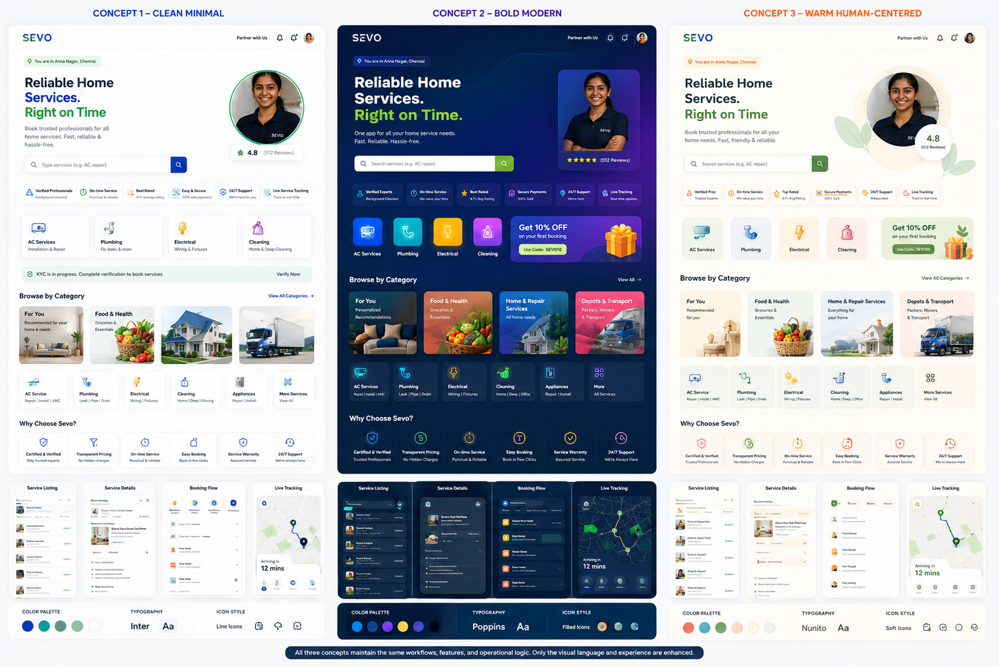 CONCEPT 1 – CLEAN MINIMAL
SEVO
Partner with Us
You are in Anna Nagar, Chennai
Reliable Home
Services.
Right on Time
Book trusted professionals for all
home services. Fast, reliable &
hassle-free.
SEVO
4.8 (512 Reviews)
Type services (e.g. AC repair)
Verified Professionals
Background checked
On-time Service
Punctual & reliable
Best Rated
4.7+ average rating
Easy & Secure
100% safe payments
24/7 Support
We're here for you
Live Service Tracking
Track in real-time
AC Services
Installation & Repair
Plumbing
Fix leaks & more
Electrical
Wiring & Fixtures
Cleaning
Home & Deep Cleaning
KYC is in progress. Complete verification to book services
Verify Now
Browse by Category
View All Categories →
For You
Recommended for your
home & needs
Food & Health
Groceries &
Essentials
AC Service
Repair | Install | AMC
Plumbing
Leak | Pipe | Drain
Electrical
Wiring | Fixtures
Cleaning
Home | Deep |
Appliances
Repair | Install
More Services
View All
Why Choose Sevo?
Certified & Verified
Only trusted experts
Transparent Pricing
No hidden charges
On-time Service
Punctual & reliable
Easy Booking
Book in few clicks
Service Warranty
Assured service
24/7 Support
We're always here
Service Listing
Service Details
Booking Flow
Live Tracking
Arriving in
12 mins
COLOR PALETTE
TYPOGRAPHY
Inter Aa
ICON STYLE
Line Icons
CONCEPT 2 – BOLD MODERN
SEVO
Partner with Us
You are in Anna Nagar, Chennai
Reliable Home
Services.
Right on Time.
One app for all your home service needs.
Fast. Reliable. Hassle-free.
SEVO
(512 Reviews)
Search services (e.g. AC repair)
Verified Experts
Background Checked
On-time Service
We value your time
Best Rated
4.7+ Avg Rating
Secure Payments
100% Safe
24/7 Support
We're here
Live Tracking
Real-time updates
AC Services
Plumbing
Electrical
Cleaning
Get 10% OFF
on your first booking
Use Code: SEVO10
Browse by Category
View All →
For You
Personalized
Recommendations
Food & Health
Groceries &
Essentials
Home & Repair
Services
All home needs
Depots & Transport
Packers, Movers
& Transport
AC Services
Repair | Install | AMC
Plumbing
Leak | Pipe | Drain
Electrical
Wiring | Fixtures
Cleaning
Home | Deep | Office
Appliances
Repair | Install
More
All Services
Why Choose Sevo?
Certified & Verified
Trusted Professionals
Transparent Pricing
No Hidden Charges
On-time Service
Punctual & Reliable
Easy Booking
Book in Few Clicks
Service Warranty
Assured Service
24/7 Support
We're Always Here
Service Listing
Service Details
Booking Flow
Live Tracking
Arriving in
12 mins
COLOR PALETTE
TYPOGRAPHY
Poppins Aa
ICON STYLE
Filled Icons
CONCEPT 3 – WARM HUMAN-CENTERED
SEVO
Partner with Us
You are in Anna Nagar, Chennai
Reliable Home
Services.
Right on Time
Book trusted professionals for all your
home needs. Fast, friendly & reliable.
4.8
(512 Reviews)
Search services (e.g. AC repair)
Verified Pros
Trusted Experts
On-time Service
We value your time
Top Rated
4.7+ Avg Rating
Secure Payments
100% Safe
24/7 Support
Always here
Live Tracking
Track in real-time
AC Services
Plumbing
Electrical
Cleaning
Get 10% OFF
on your first booking
Use Code: SEVO10
Browse by Category
View All Categories →
For You
Recommended
for you
Food & Health
Groceries &
Essentials
Home & Repair Services
Everything for
your home
Depots & Transport
Packers, Movers
& Transport
AC Service
Repair | Install | AMC
Plumbing
Leak | Pipe | Drain
Electrical
Wiring | Fixtures
Cleaning
Home | Deep | Office
Appliances
Repair | Install
More Services
View All
Why Choose Sevo?
Certified & Verified
Trusted Professionals
Transparent Pricing
No Hidden Charges
On-time Service
Punctual & Reliable
Easy Booking
Book in Few Clicks
Service Warranty
Assured Service
24/7 Support
We're Always Here
Service Listing
Service Details
Booking Flow
Live Tracking
Arriving in
12 mins
COLOR PALETTE
TYPOGRAPHY
Nunito Aa
ICON STYLE
Soft Icons
All three concepts maintain the same workflows, features, and operational logic. Only the visual language and experience are enhanced.